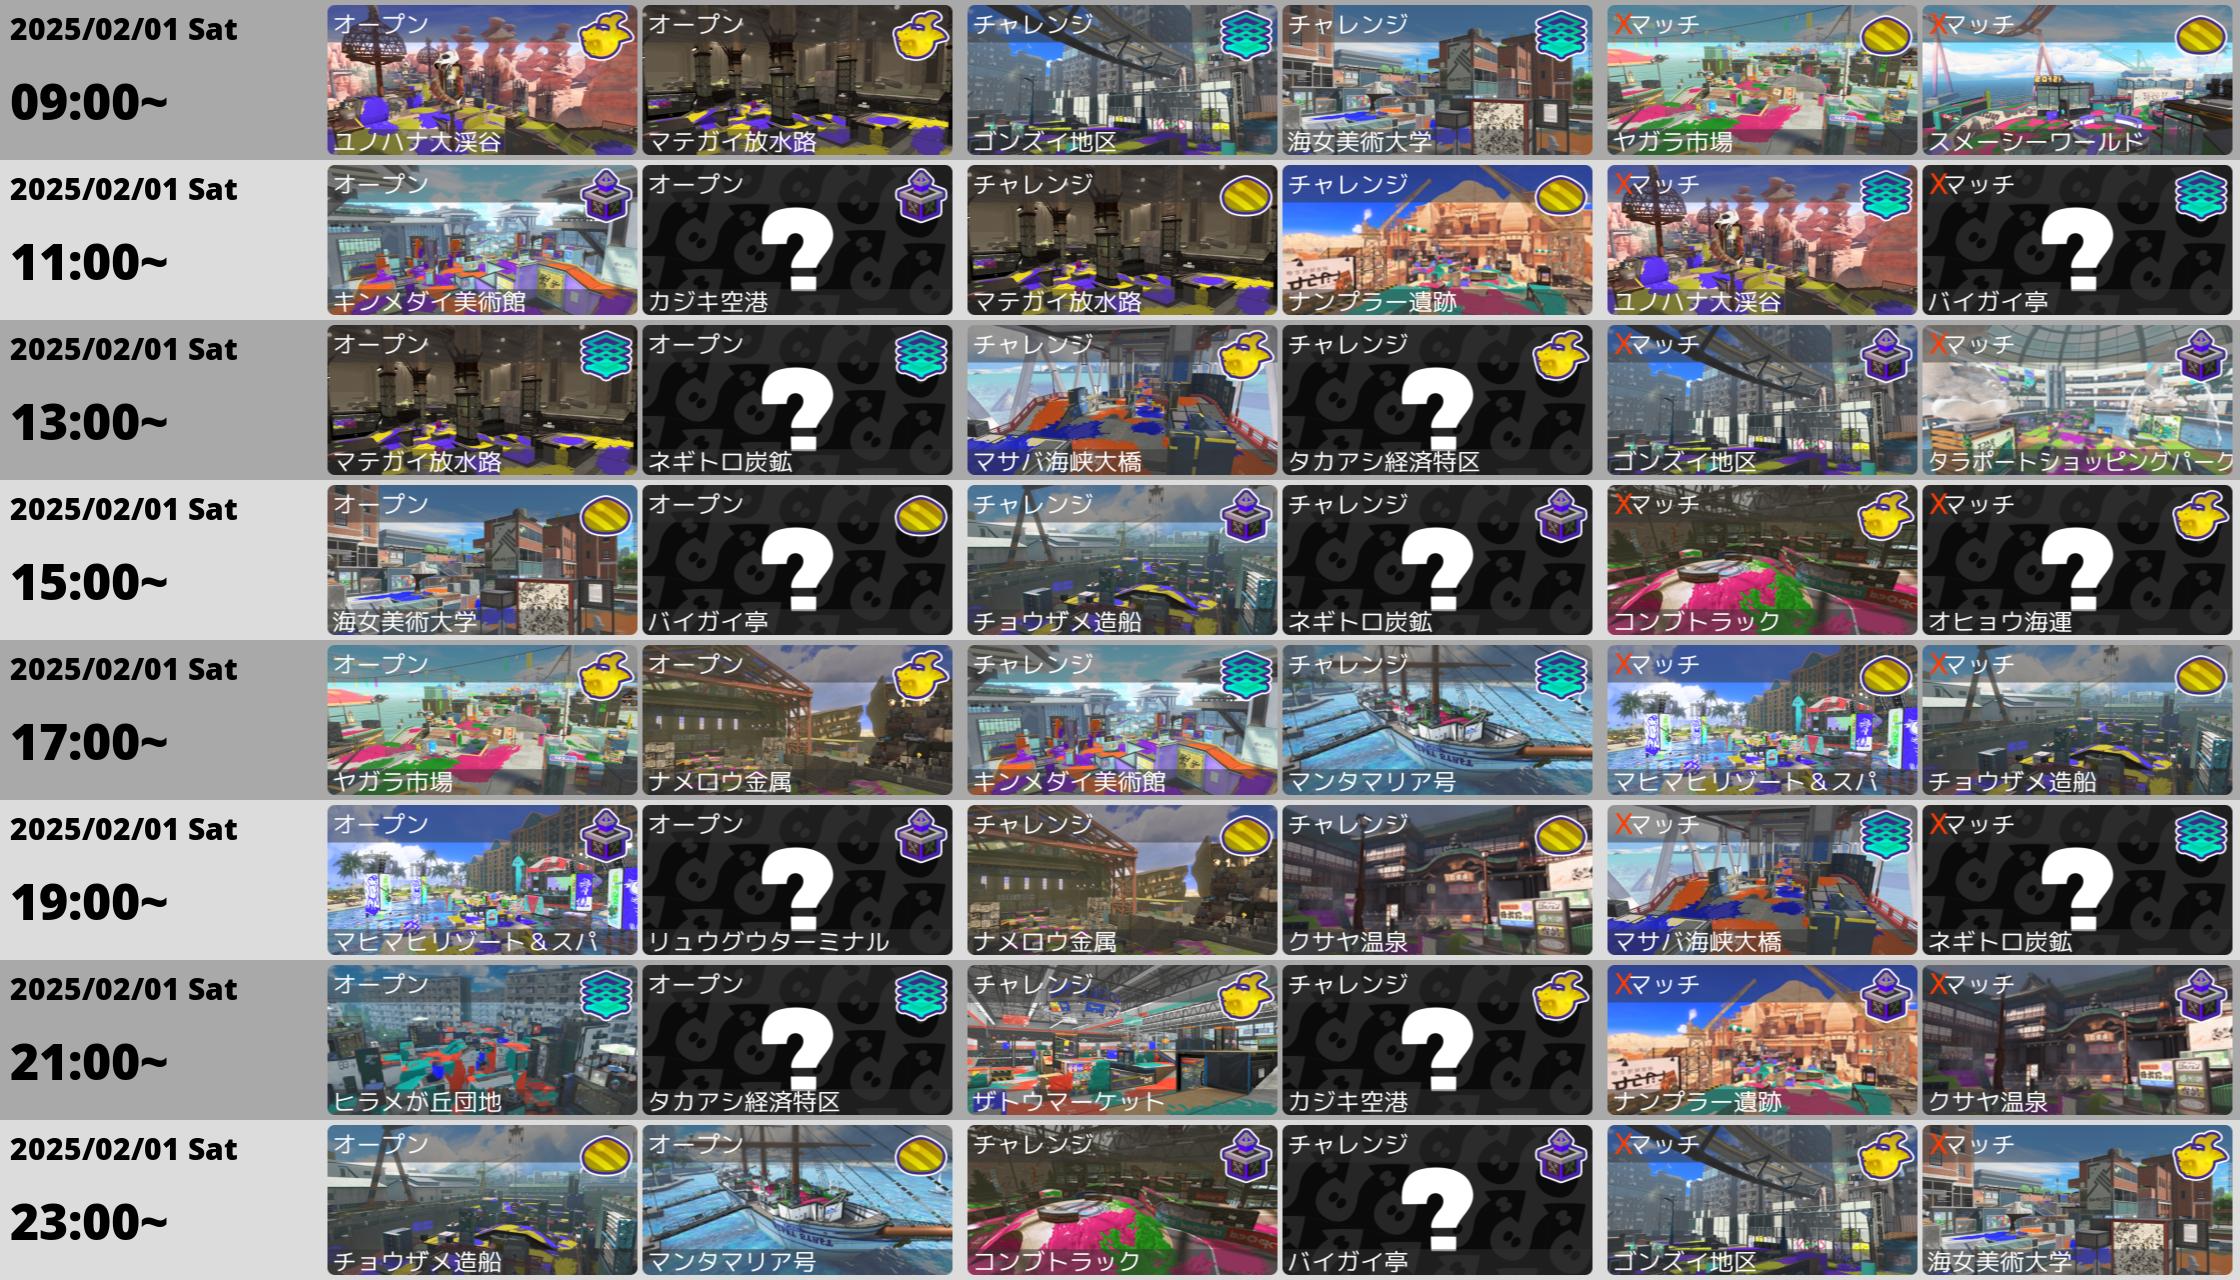 2025/02/01 Sat
09:00~
オープン
ユノハナ大渓谷
オープン
マテガイ放水路
チャレンジ
ゴンズイ地区
チャレンジ
海女美術大学
Xマッチ
ヤガラ市場
Xマッチ
スメーシーワールド
2025/02/01 Sat
11:00~
オープン
キンメダイ美術館
オープン
?
カジキ空港
チャレンジ
マテガイ放水路
チャレンジ
ナンプラー遺跡
Xマッチ
ユノハナ大渓谷
Xマッチ
?
バイガイ亭
2025/02/01 Sat
13:00~
オープン
マテガイ放水路
オープン
?
ネギトロ炭鉱
チャレンジ
マサバ海峡大橋
チャレンジ
?
タカアシ経済特区
Xマッチ
ゴンズイ地区
Xマッチ
タラポートショッピングパーク
2025/02/01 Sat
15:00~
オープン
海女美術大学
オープン
?
バイガイ亭
チャレンジ
チョウザメ造船
チャレンジ
?
ネギトロ炭鉱
Xマッチ
コンブトラック
Xマッチ
?
オヒョウ海運
2025/02/01 Sat
17:00~
オープン
ヤガラ市場
オープン
ナメロウ金属
チャレンジ
キンメダイ美術館
チャレンジ
マンタマリア号
Xマッチ
マヒマヒリゾート&スパ
Xマッチ
チョウザメ造船
2025/02/01 Sat
19:00~
オープン
マヒマヒリゾート&スパ
オープン
?
リュウグウターミナル
チャレンジ
ナメロウ金属
チャレンジ
クサヤ温泉
Xマッチ
マサバ海峡大橋
Xマッチ
?
ネギトロ炭鉱
2025/02/01 Sat
21:00~
オープン
ヒラメが丘団地
オープン
?
タカアシ経済特区
チャレンジ
ザトウマーケット
チャレンジ
?
カジキ空港
Xマッチ
ナンプラー遺跡
Xマッチ
クサヤ温泉
2025/02/01 Sat
23:00~
オープン
チョウザメ造船
オープン
マンタマリア号
チャレンジ
コンブトラック
チャレンジ
?
バイガイ亭
Xマッチ
ゴンズイ地区
Xマッチ
海女美術大学